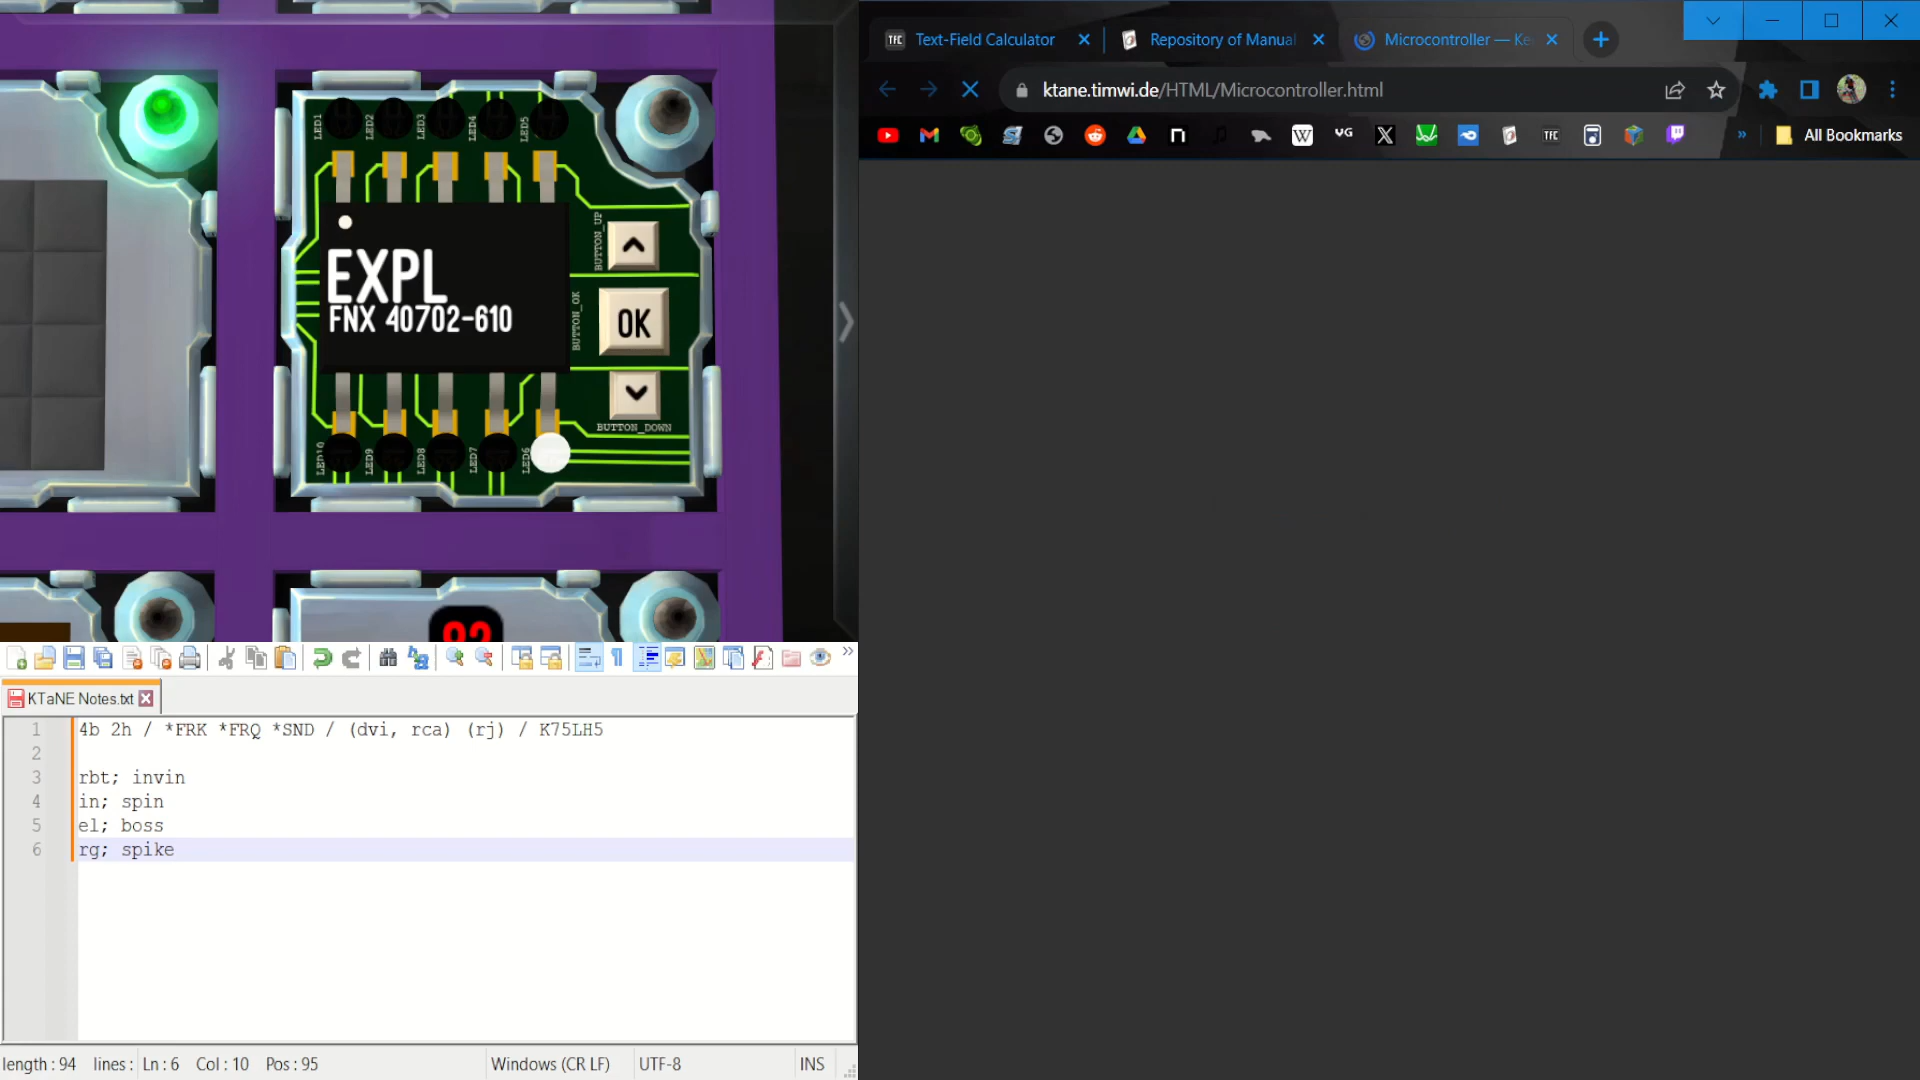 TFC Text-Field Calculator
Repository of Manual
Microcontroller — Ke
ktane.timwi.de/HTML/Microcontroller.html
VG
TFC
W
»
All Bookmarks
LED1
LED2
LED3
LED4
LED5
EXPL
FNX 40702-610
BUTTON_UP
BUTTON_OK
OK
BUTTON_DOWN
LED10
LED9
LED8
LED7
LED6
KTaNE Notes.txt
1 4b 2h / *FRK *FRQ *SND / (dvi, rca) (rj) / K75LH5
2
3 rbt; invin
4 in; spin
5 el; boss
6 rg; spike
length : 94 lines : Ln : 6 Col : 10 Pos : 95 Windows (CR LF) UTF-8 INS